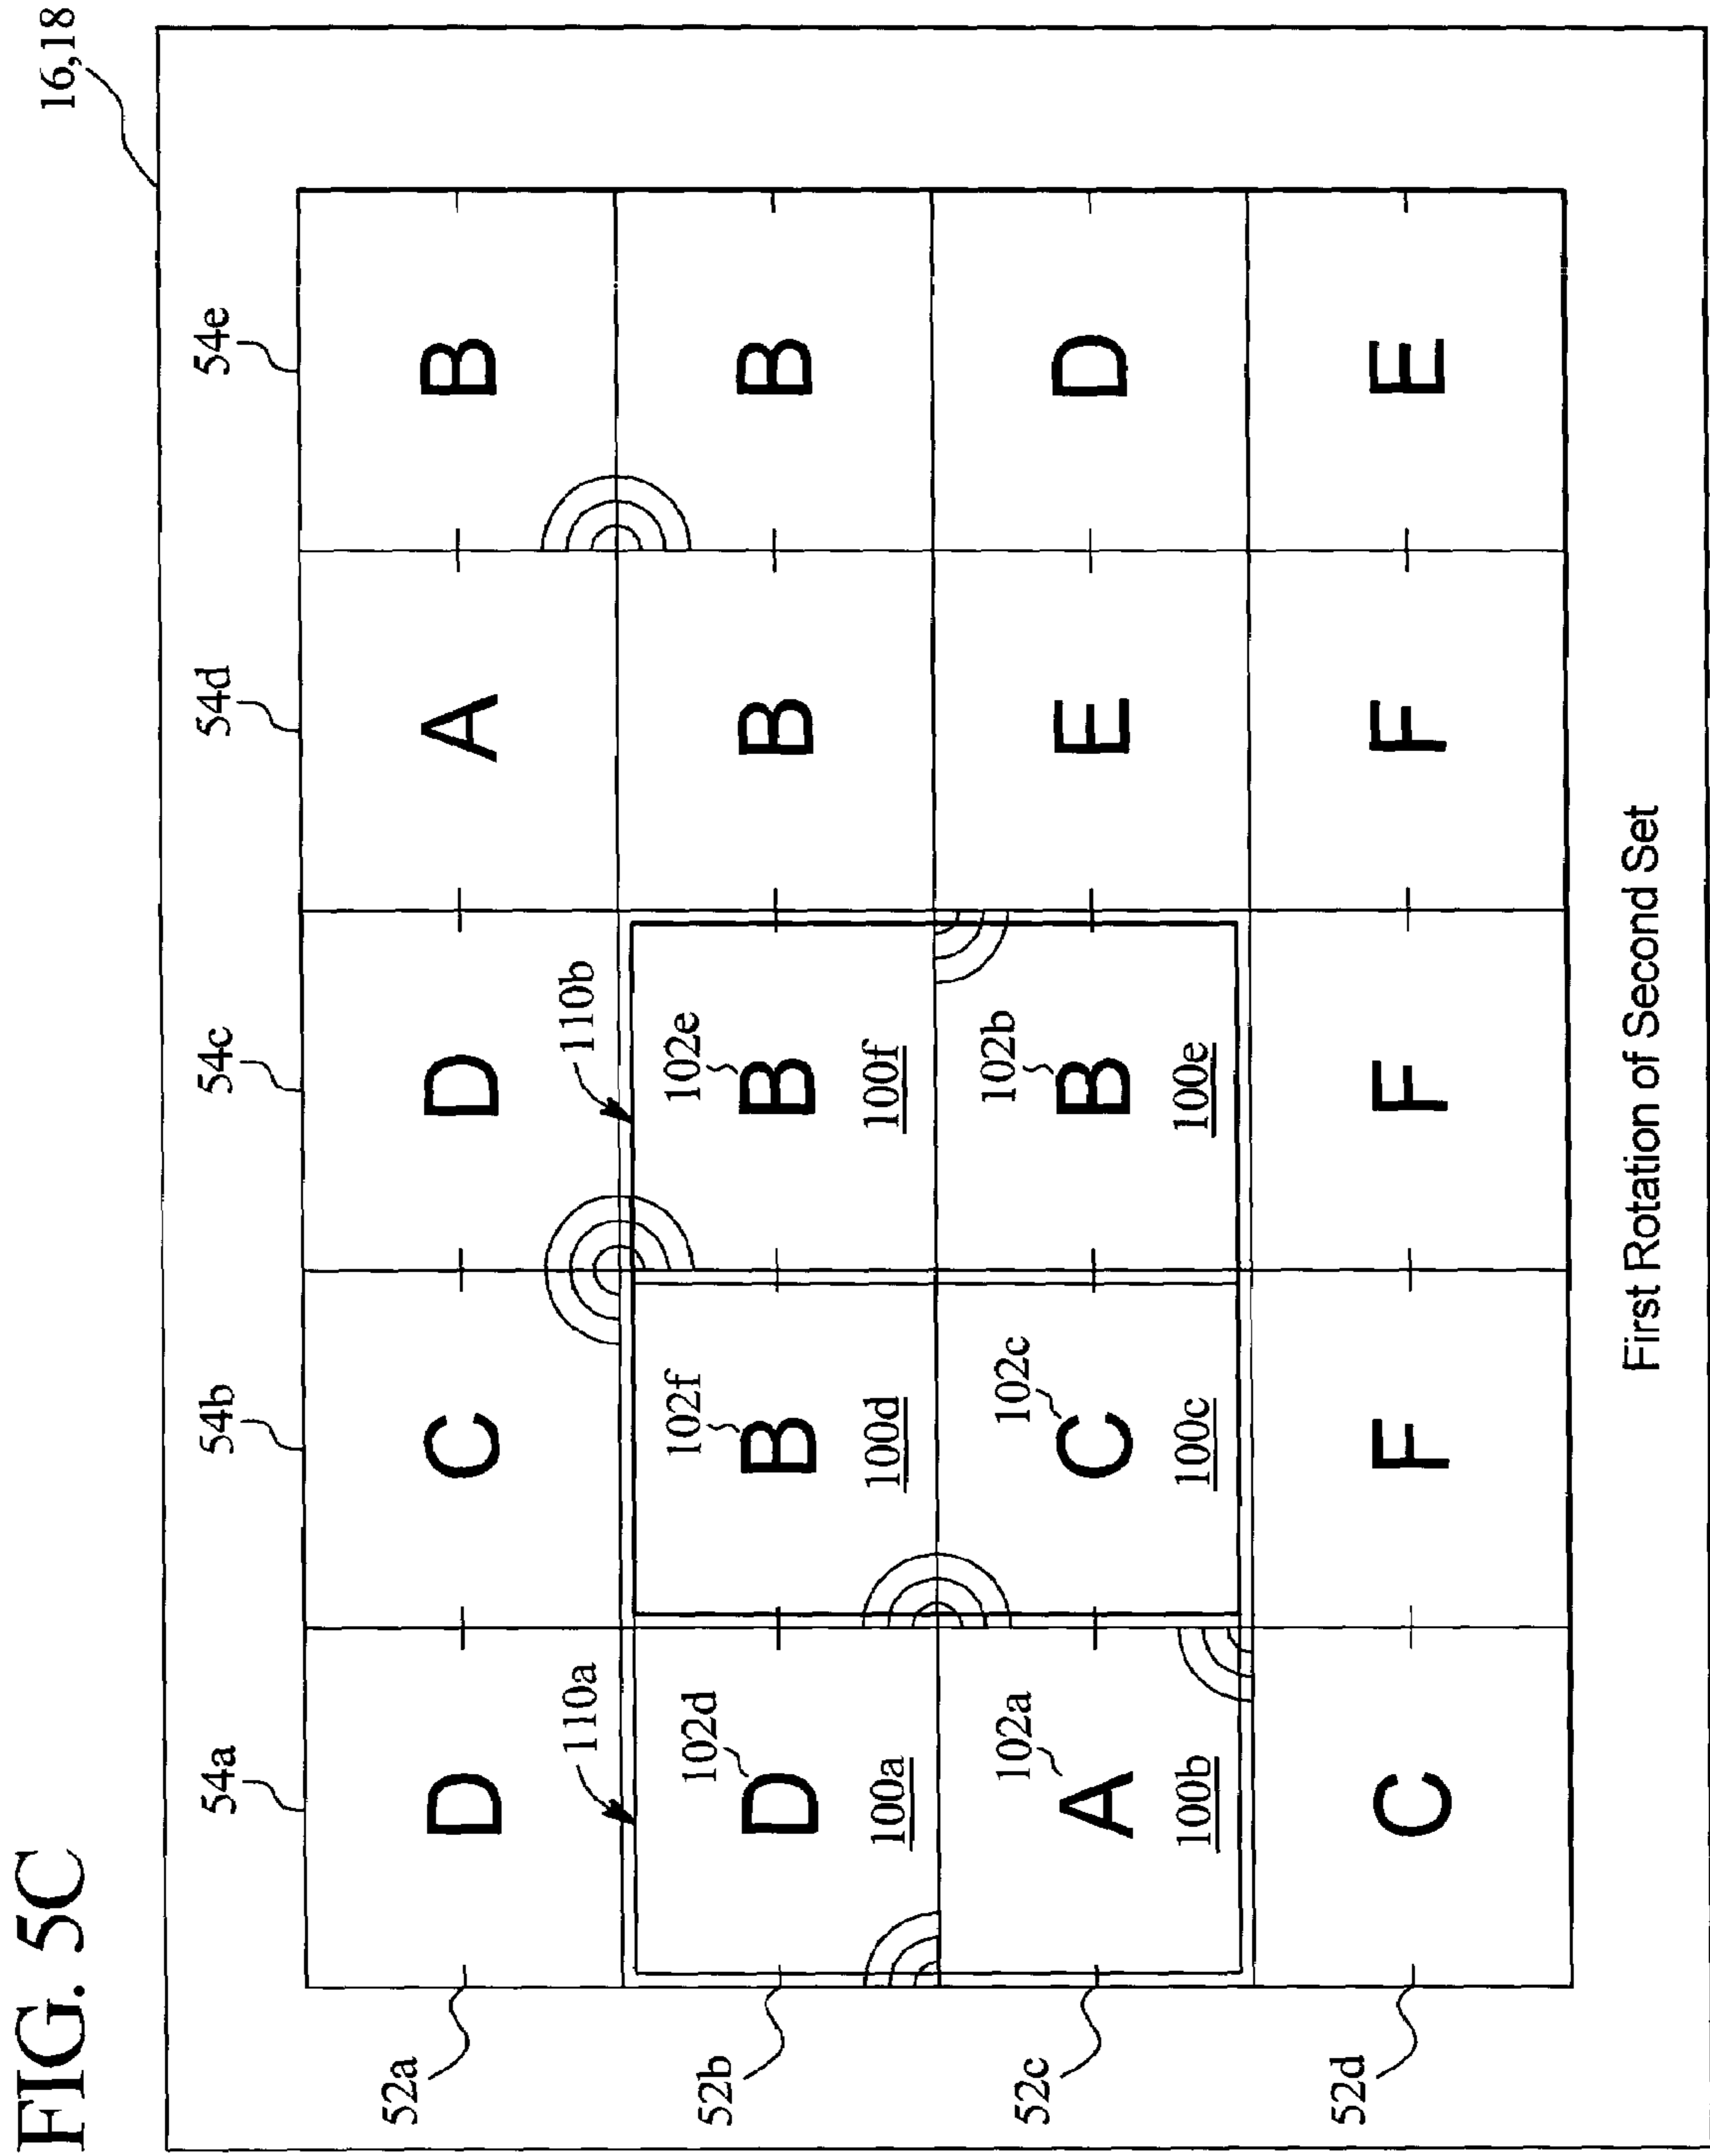 FIG. 5C
16,18
54a 54b 54c 54d 54e
52a D C D A B
110a 110b
102d 102f 102e
52b D B B B B
100a 100d 100f
102a 102c 102b
52c A C B E D
100b 100c 100e
52d C F F F E
First Rotation of Second Set